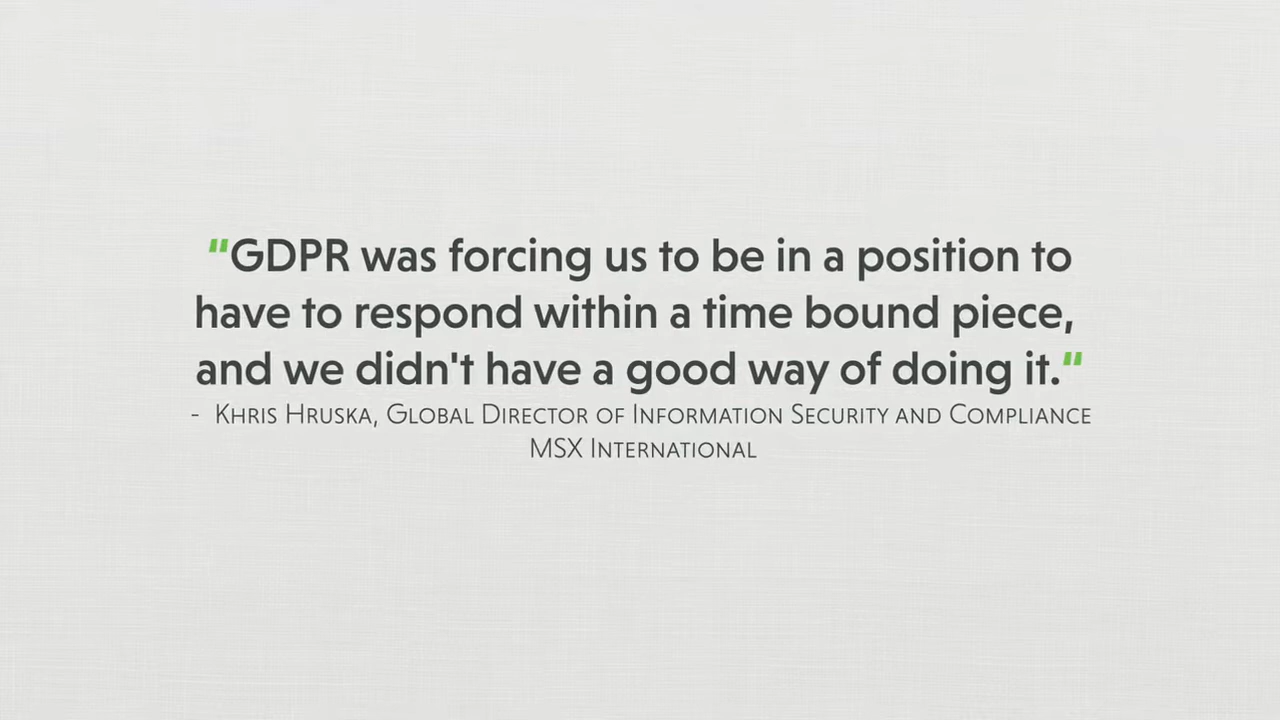 "GDPR was forcing us to be in a position to
have to respond within a time bound piece,
and we didn't have a good way of doing it."
- Khris Hruska, Global Director of Information Security and Compliance
MSX International